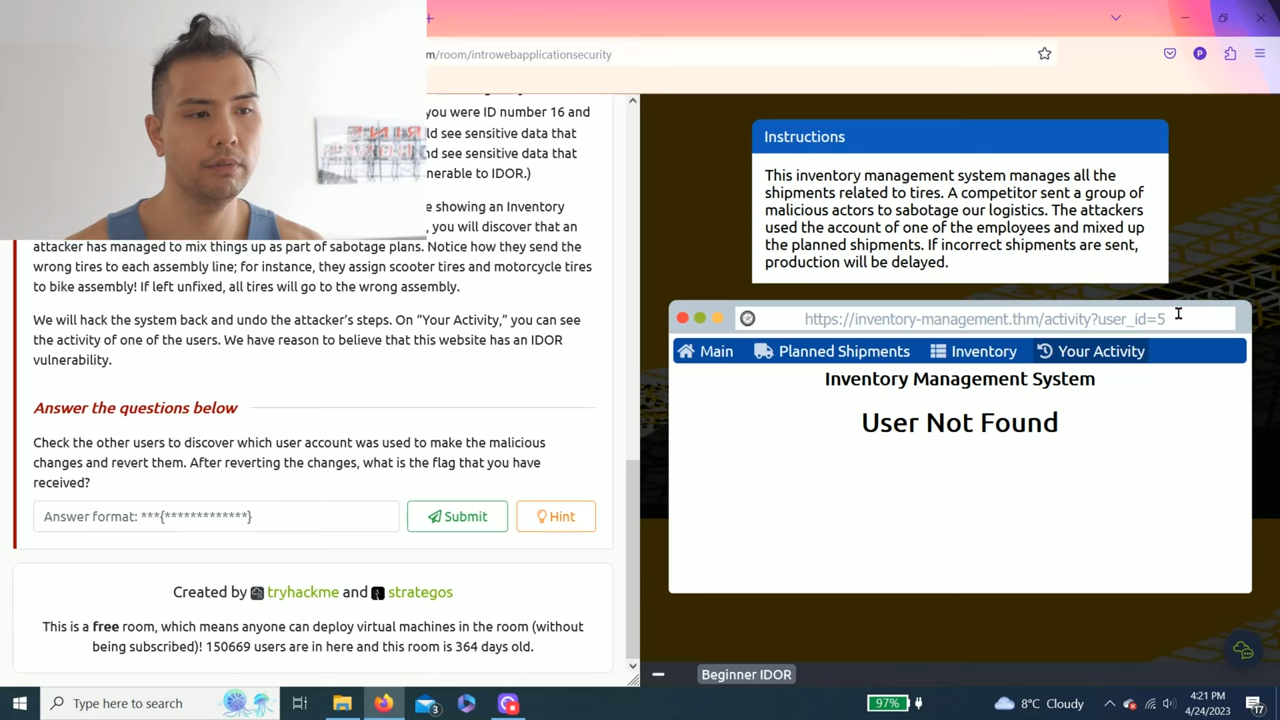 m/room/introwebapplicationsecurity
you were ID number 16 and
ld see sensitive data that
nd see sensitive data that
nerable to IDOR.)
e showing an Inventory
, you will discover that an
attacker has managed to mix things up as part of sabotage plans. Notice how they send the
wrong tires to each assembly line; for instance, they assign scooter tires and motorcycle tires
to bike assembly! If left unfixed, all tires will go to the wrong assembly.
We will hack the system back and undo the attacker's steps. On “Your Activity,” you can see
the activity of one of the users. We have reason to believe that this website has an IDOR
vulnerability.
Answer the questions below
Check the other users to discover which user account was used to make the malicious
changes and revert them. After reverting the changes, what is the flag that you have
received?
Answer format: ***{*************}
Submit
Hint
Created by tryhackme and strategos
This is a free room, which means anyone can deploy virtual machines in the room (without
being subscribed)! 150669 users are in here and this room is 364 days old.
Instructions
This inventory management system manages all the
shipments related to tires. A competitor sent a group of
malicious actors to sabotage our logistics. The attackers
used the account of one of the employees and mixed up
the planned shipments. If incorrect shipments are sent,
production will be delayed.
https://inventory-management.thm/activity?user_id=5
Main Planned Shipments Inventory Your Activity
Inventory Management System
User Not Found
Beginner IDOR
Type here to search
3
97%
8°C Cloudy
4:21 PM
4/24/2023
17